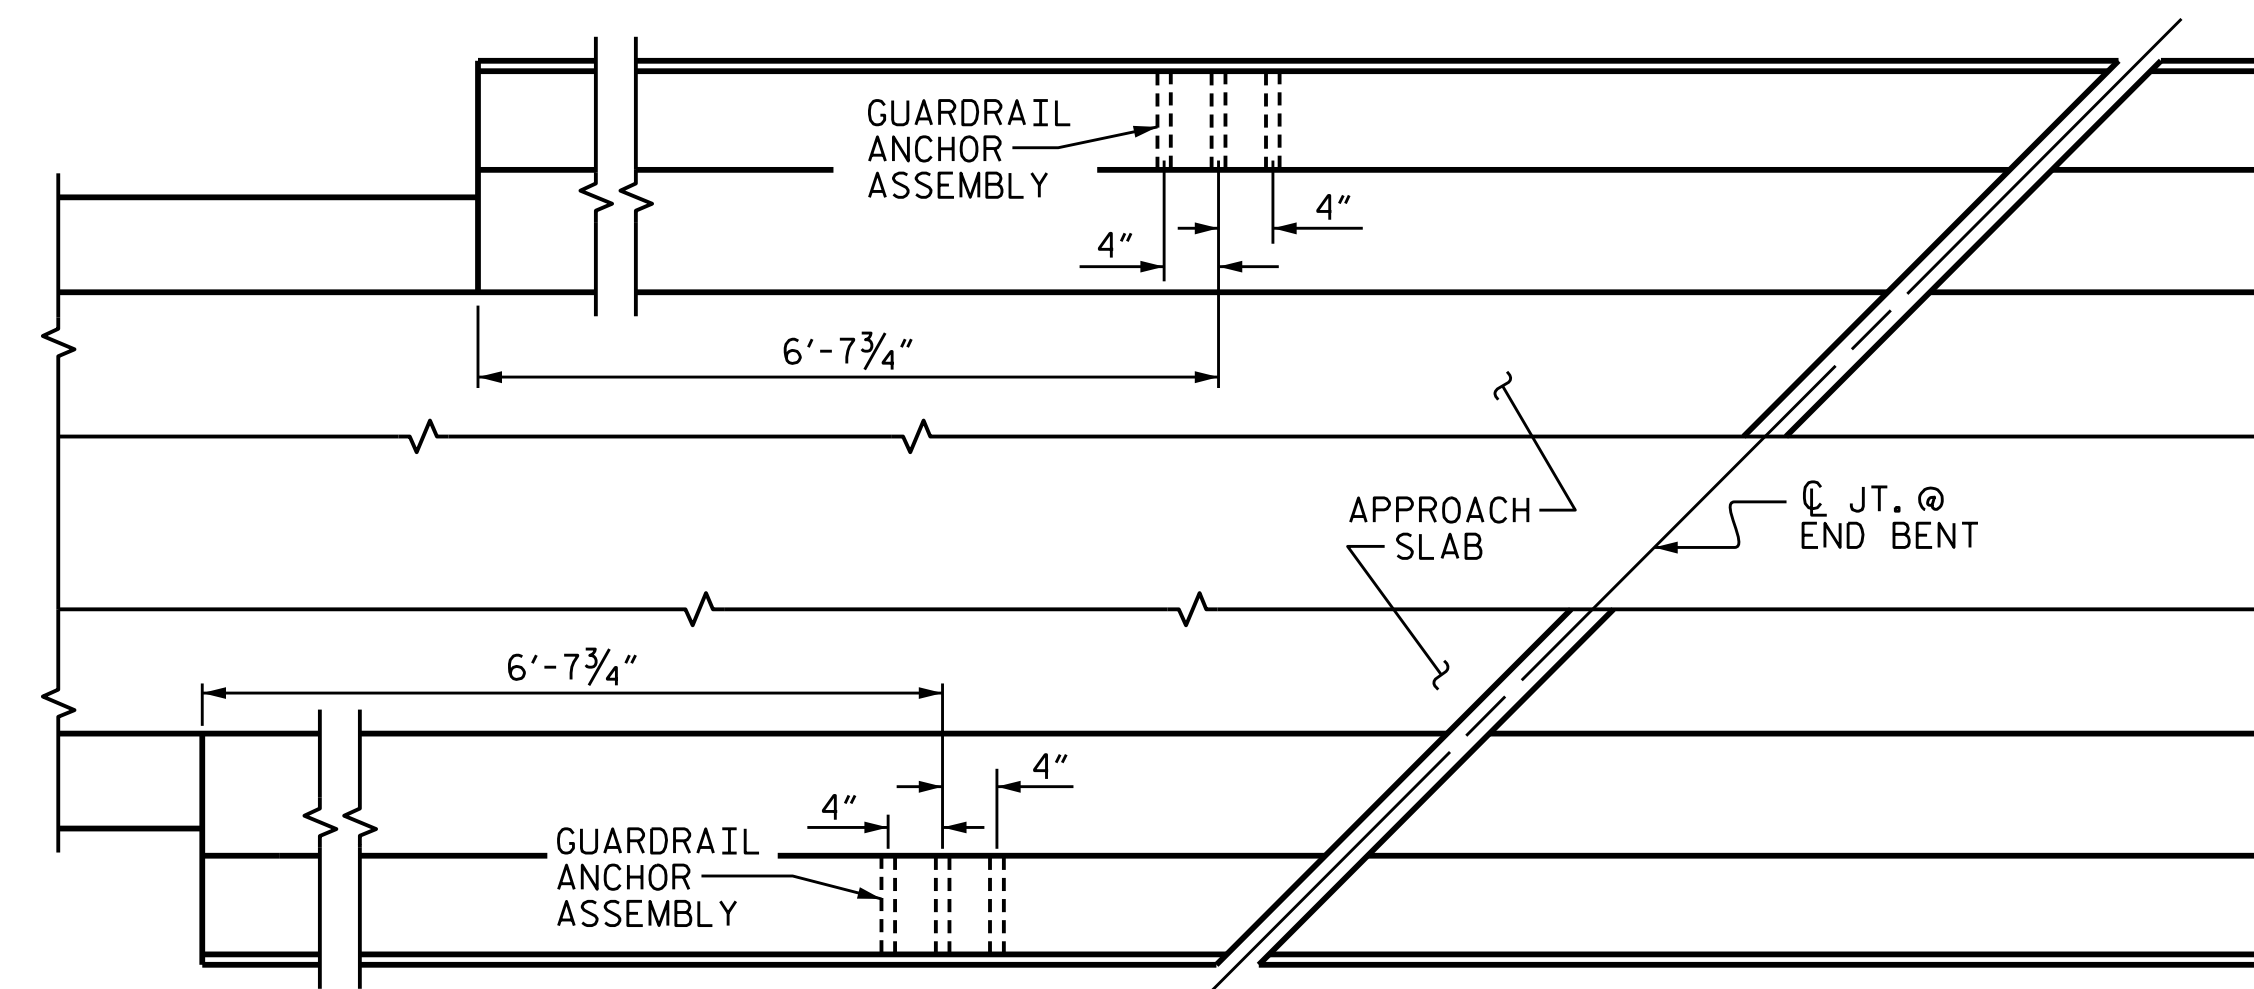 GUARDRAIL
ANCHOR
ASSEMBLY
4"
4"
6'-7¾"
APPROACH
SLAB
℄ JT. @
END BENT
6'-7¾"
4"
4"
GUARDRAIL
ANCHOR
ASSEMBLY